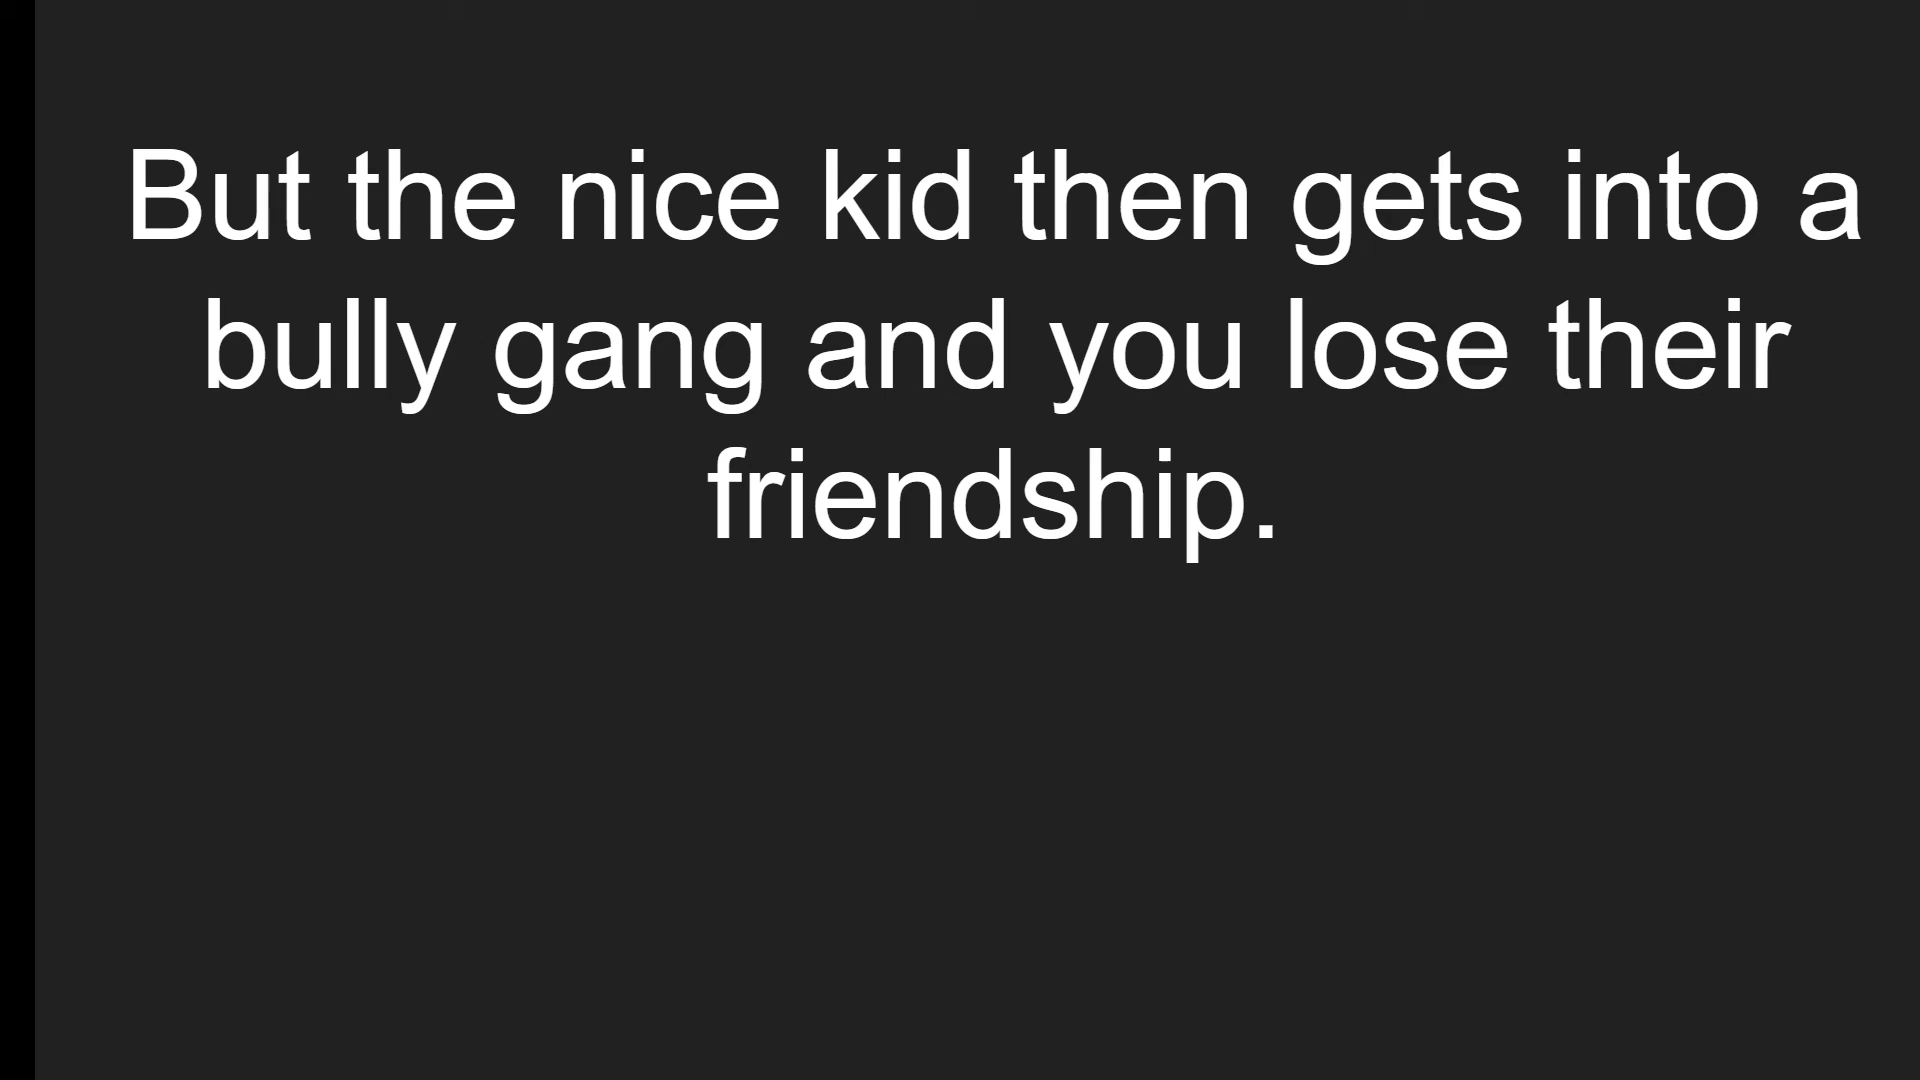 But the nice kid then gets into a
bully gang and you lose their
friendship.